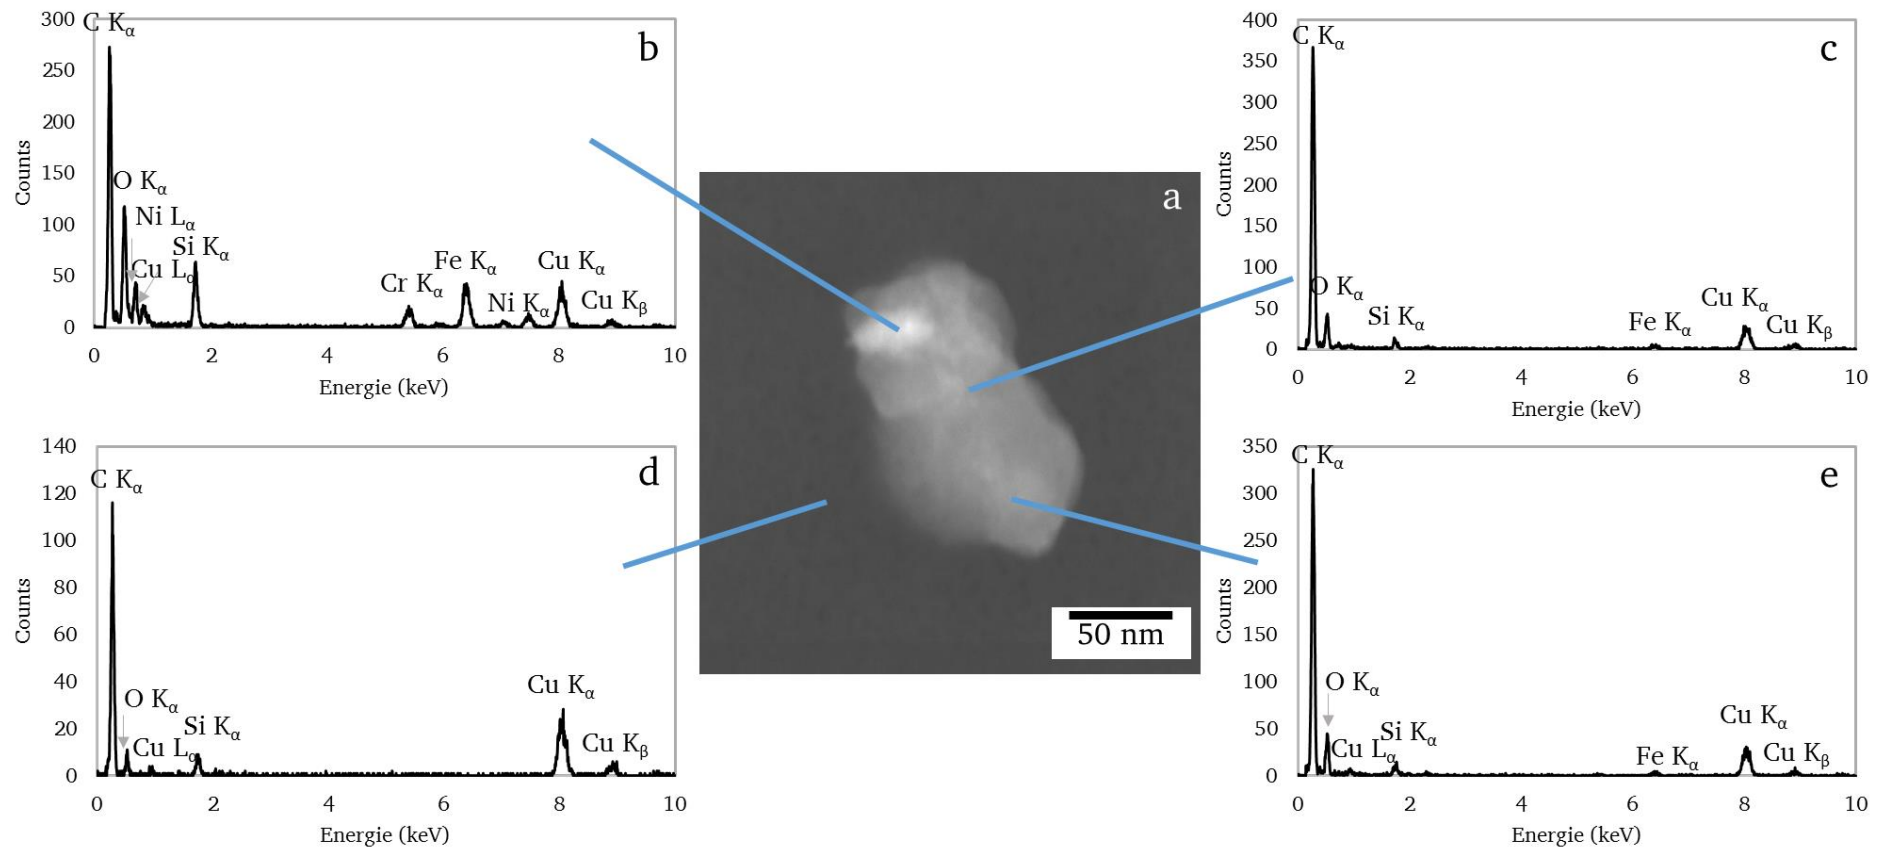 b
C Kα
O Kα
Ni Lα
Cu Lα
Si Kα
Cr Kα
Fe Kα
Ni Kα
Cu Kα
Cu Kβ
300
250
200
150
100
50
0
Counts
0 2 4 6 8 10
Energie (keV)
a
50 nm
c
C Kα
O Kα
Si Kα
Fe Kα
Cu Kα
Cu Kβ
400
350
300
250
200
150
100
50
0
Counts
0 2 4 6 8 10
Energie (keV)
d
C Kα
O Kα
Cu Lα
Si Kα
Cu Kα
Cu Kβ
140
120
100
80
60
40
20
0
Counts
0 2 4 6 8 10
Energie (keV)
e
C Kα
O Kα
Cu Lα
Si Kα
Fe Kα
Cu Kα
Cu Kβ
350
300
250
200
150
100
50
0
Counts
0 2 4 6 8 10
Energie (keV)